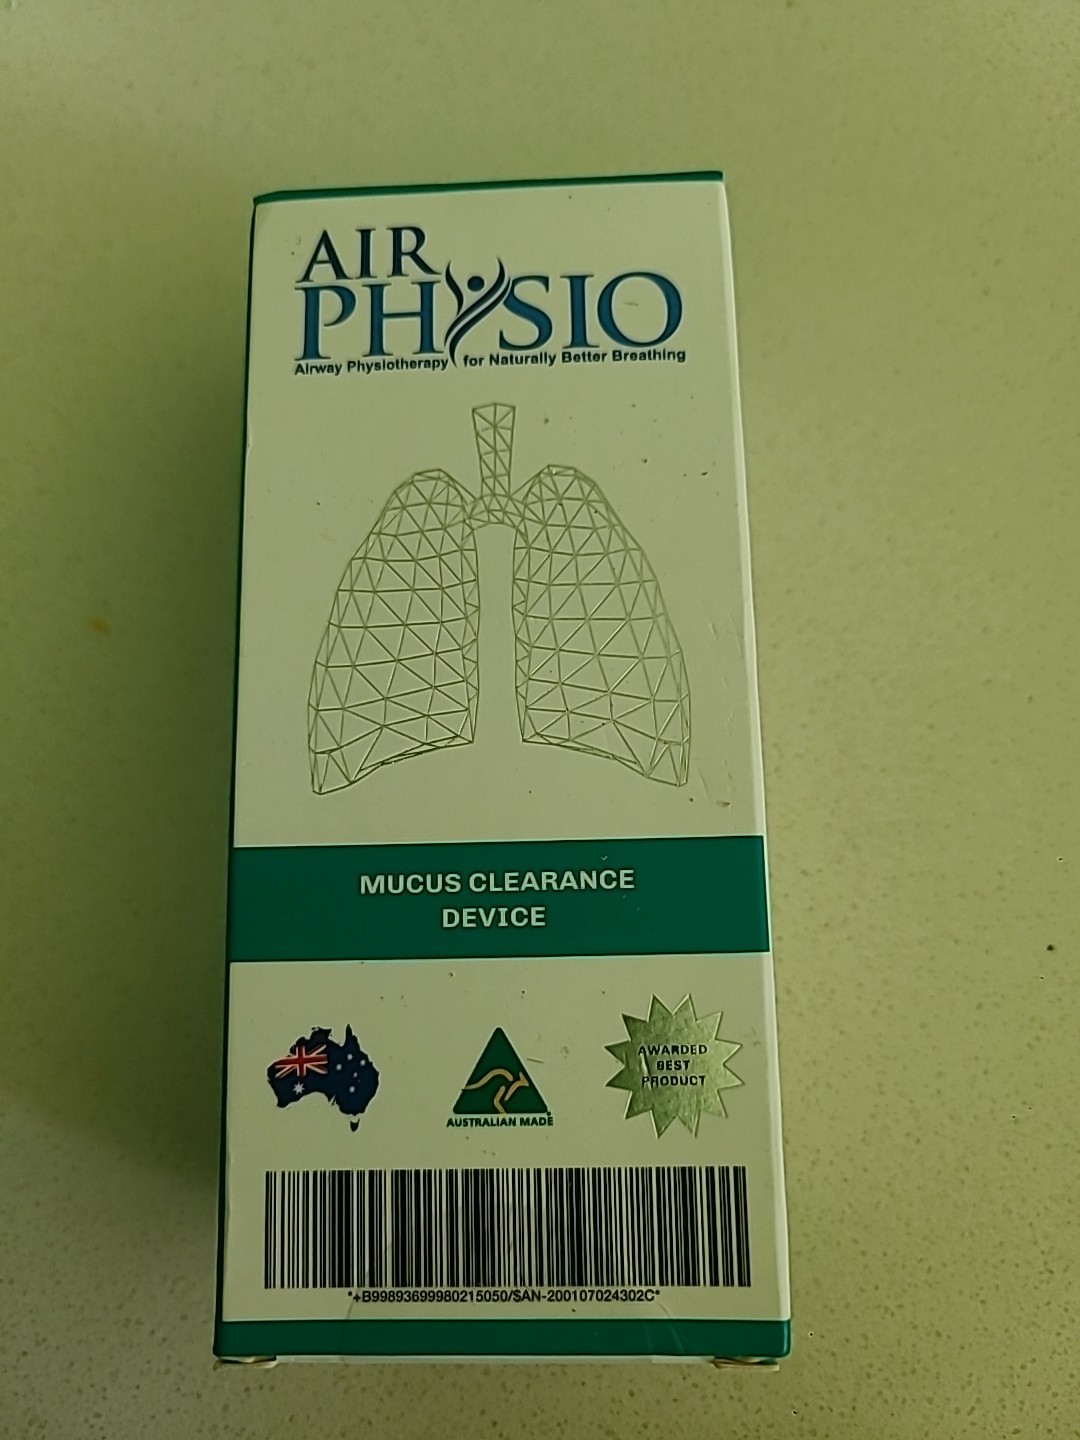 AIR
PHYSIO
Airway Physiotherapy for Naturally Better Breathing
MUCUS CLEARANCE
DEVICE
AUSTRALIAN MADE
AWARDED
BEST
PRODUCT
*+B99893699980215050/$AN-200107024302C*